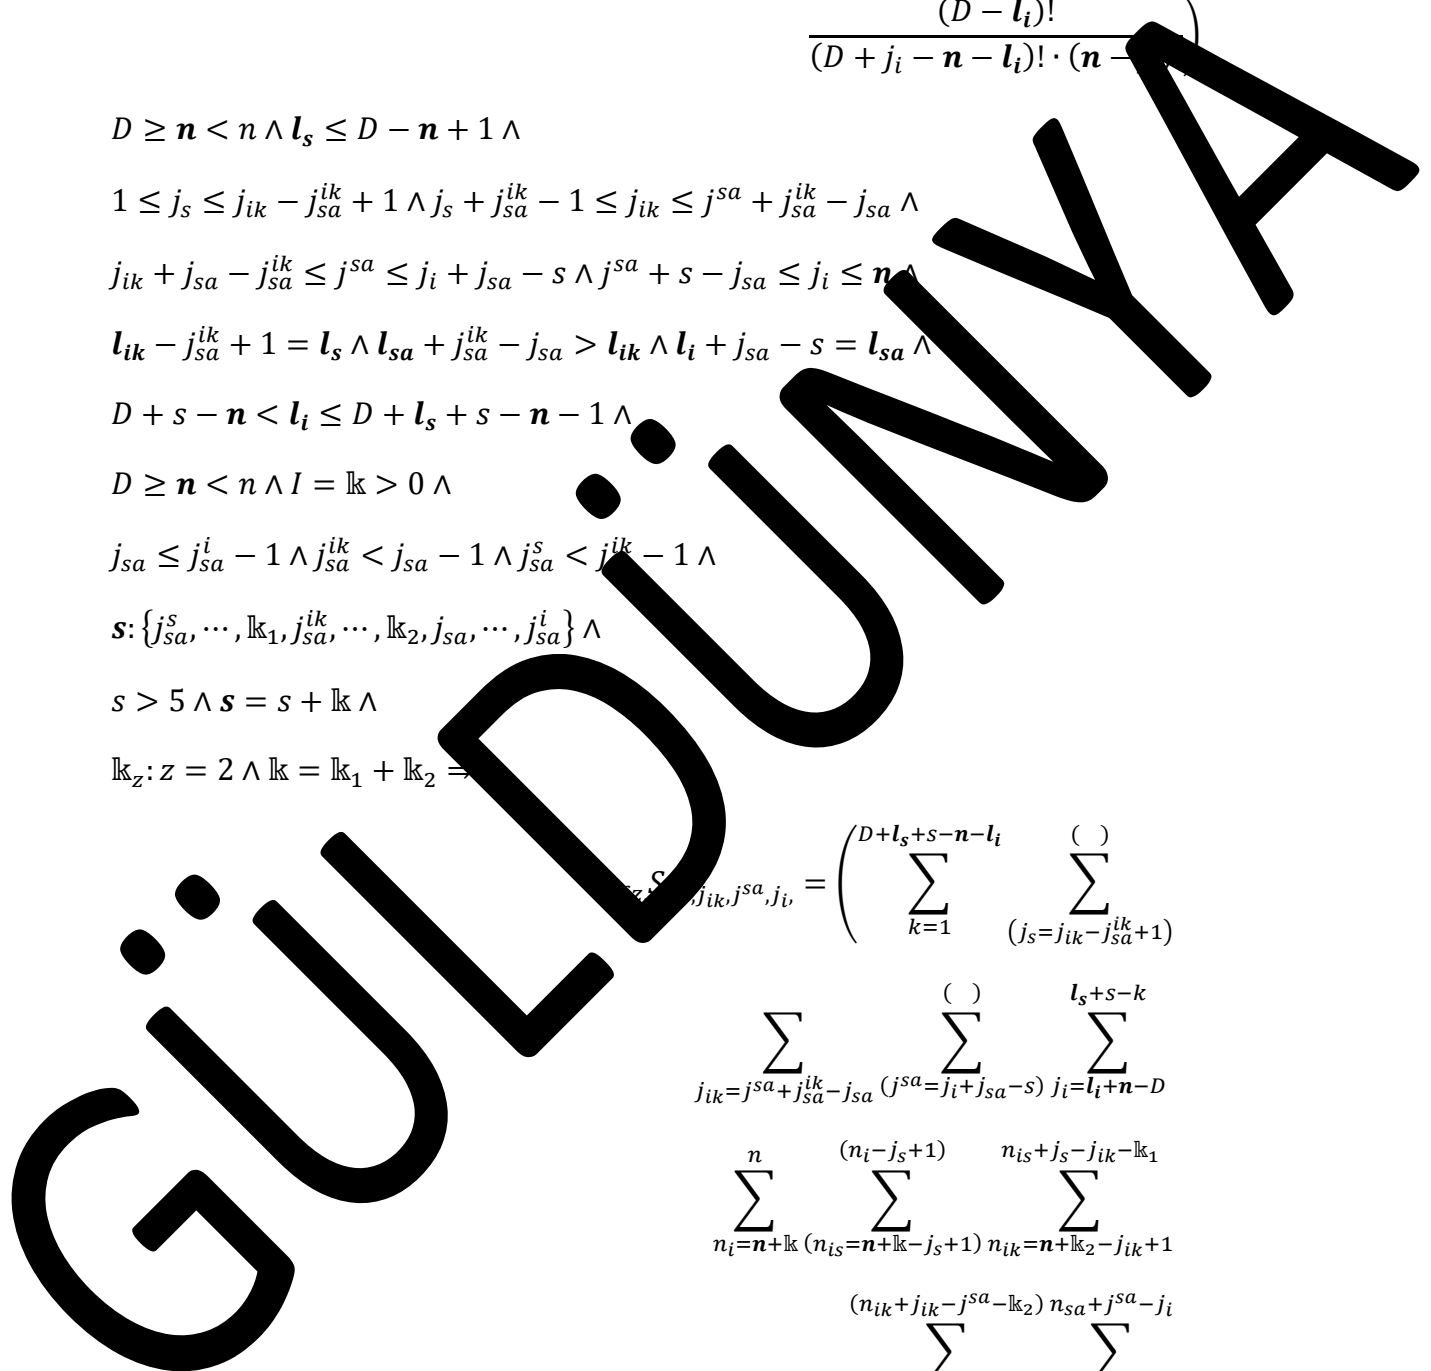 (D − l_i)!
(D + j_i − n − l_i)! · (n −
D ≥ n < n ∧ l_s ≤ D − n + 1 ∧
1 ≤ j_s ≤ j_{ik} − j_{sa}^{ik} + 1 ∧ j_s + j_{sa}^{ik} − 1 ≤ j_{ik} ≤ j^{sa} + j_{sa}^{ik} − j_{sa} ∧
j_{ik} + j_{sa} − j_{sa}^{ik} ≤ j^{sa} ≤ j_i + j_{sa} − s ∧ j^{sa} + s − j_{sa} ≤ j_i ≤ n ∧
l_{ik} − j_{sa}^{ik} + 1 = l_s ∧ l_{sa} + j_{sa}^{ik} − j_{sa} > l_{ik} ∧ l_i + j_{sa} − s = l_{sa} ∧
D + s − n < l_i ≤ D + l_s + s − n − 1 ∧
D ≥ n < n ∧ I = 𝕜 > 0 ∧
j_{sa} ≤ j_{sa}^i − 1 ∧ j_{sa}^{ik} < j_{sa} − 1 ∧ j_{sa}^s < j^{ik} − 1 ∧
s: {j_{sa}^s, ⋯, 𝕜_1, j_{sa}^{ik}, ⋯, 𝕜_2, j_{sa}, ⋯, j_{sa}^i} ∧
s > 5 ∧ s = s + 𝕜 ∧
𝕜_z: z = 2 ∧ 𝕜 = 𝕜_1 + 𝕜_2 ⇒
S_{,j_{ik},j^{sa},j_i,} = ( ∑_{k=1}^{D+l_s+s−n−l_i} ∑_{(j_s=j_{ik}−j_{sa}^{ik}+1)}^{( )}
∑_{j_{ik}=j^{sa}+j_{sa}^{ik}−j_{sa}} ∑_{(j^{sa}=j_i+j_{sa}−s)}^{( )} ∑_{j_i=l_i+n−D}^{l_s+s−k}
∑_{n_i=n+𝕜}^{n} ∑_{(n_{is}=n+𝕜−j_s+1)}^{(n_i−j_s+1)} ∑_{n_{ik}=n+𝕜_2−j_{ik}+1}^{n_{is}+j_s−j_{ik}−𝕜_1}
∑^{(n_{ik}+j_{ik}−j^{sa}−𝕜_2)} ∑^{n_{sa}+j^{sa}−j_i}
GÜLDÜNYA